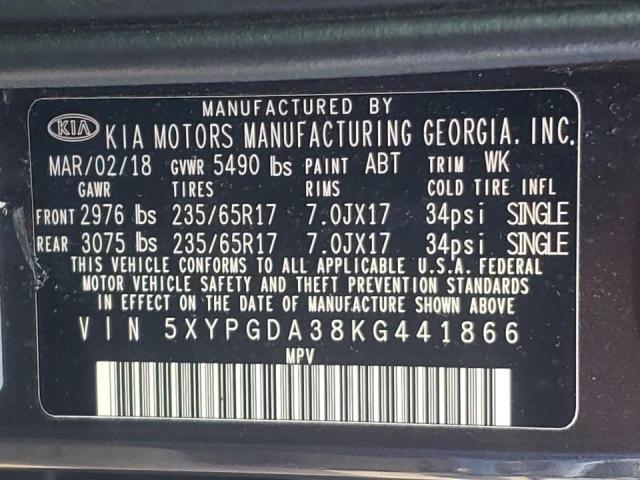 MANUFACTURED BY
KIA KIA MOTORS MANUFACTURING GEORGIA, INC.
MAR/02/18 GVWR 5490 lbs PAINT ABT TRIM WK
GAWR TIRES RIMS COLD TIRE INFL
FRONT 2976 lbs 235/65R17 7.0JX17 34psi SINGLE
REAR 3075 lbs 235/65R17 7.0JX17 34psi SINGLE
THIS VEHICLE CONFORMS TO ALL APPLICABLE U.S.A. FEDERAL
MOTOR VEHICLE SAFETY AND THEFT PREVENTION STANDARDS
IN EFFECT ON THE DATE OF MANUFACTURE SHOWN ABOVE
VIN 5XYPGDA38KG441866
MPV